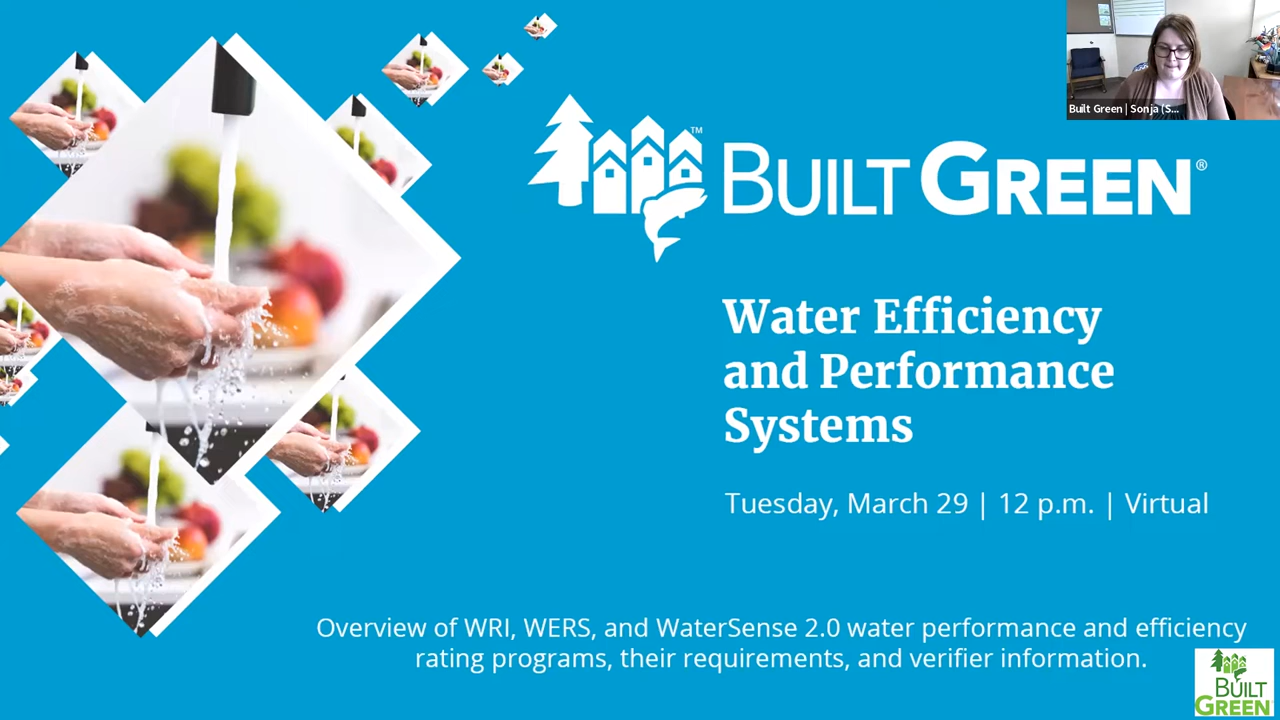 Built Green | Sonja (S...
™
BUILT GREEN®
Water Efficiency
and Performance
Systems
Tuesday, March 29 | 12 p.m. | Virtual
Overview of WRI, WERS, and WaterSense 2.0 water performance and efficiency
rating programs, their requirements, and verifier information.
BUILT
GREEN